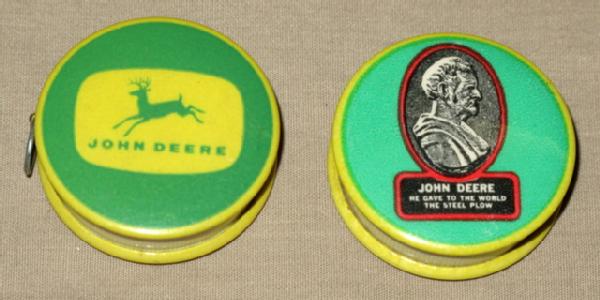 JOHN DEERE
JOHN DEERE
HE GAVE TO THE WORLD
THE STEEL PLOW